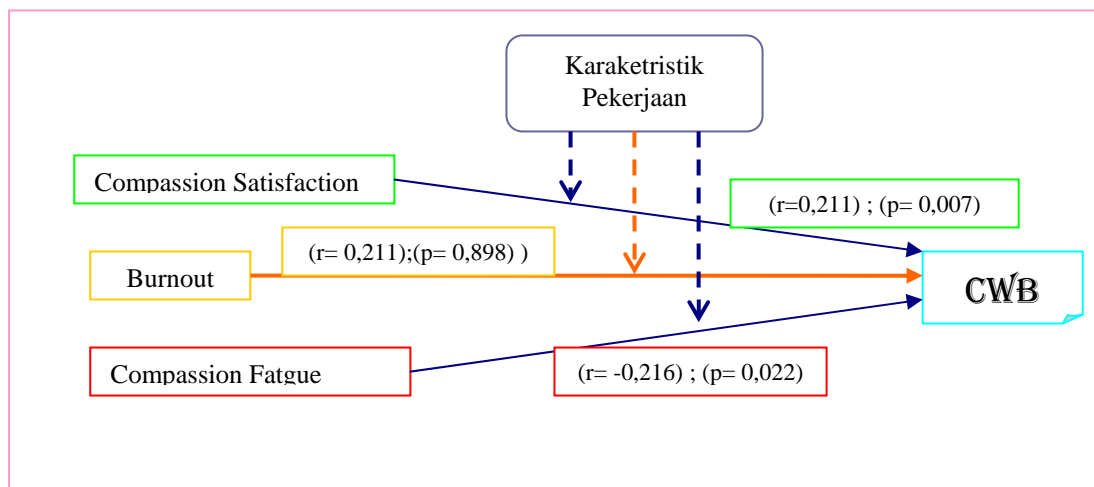 Karaketristik
Pekerjaan
Compassion Satisfaction
(r=0,211) ; (p= 0,007)
(r= 0,211);(p= 0,898) )
Burnout
CWB
Compassion Fatgue
(r= -0,216) ; (p= 0,022)